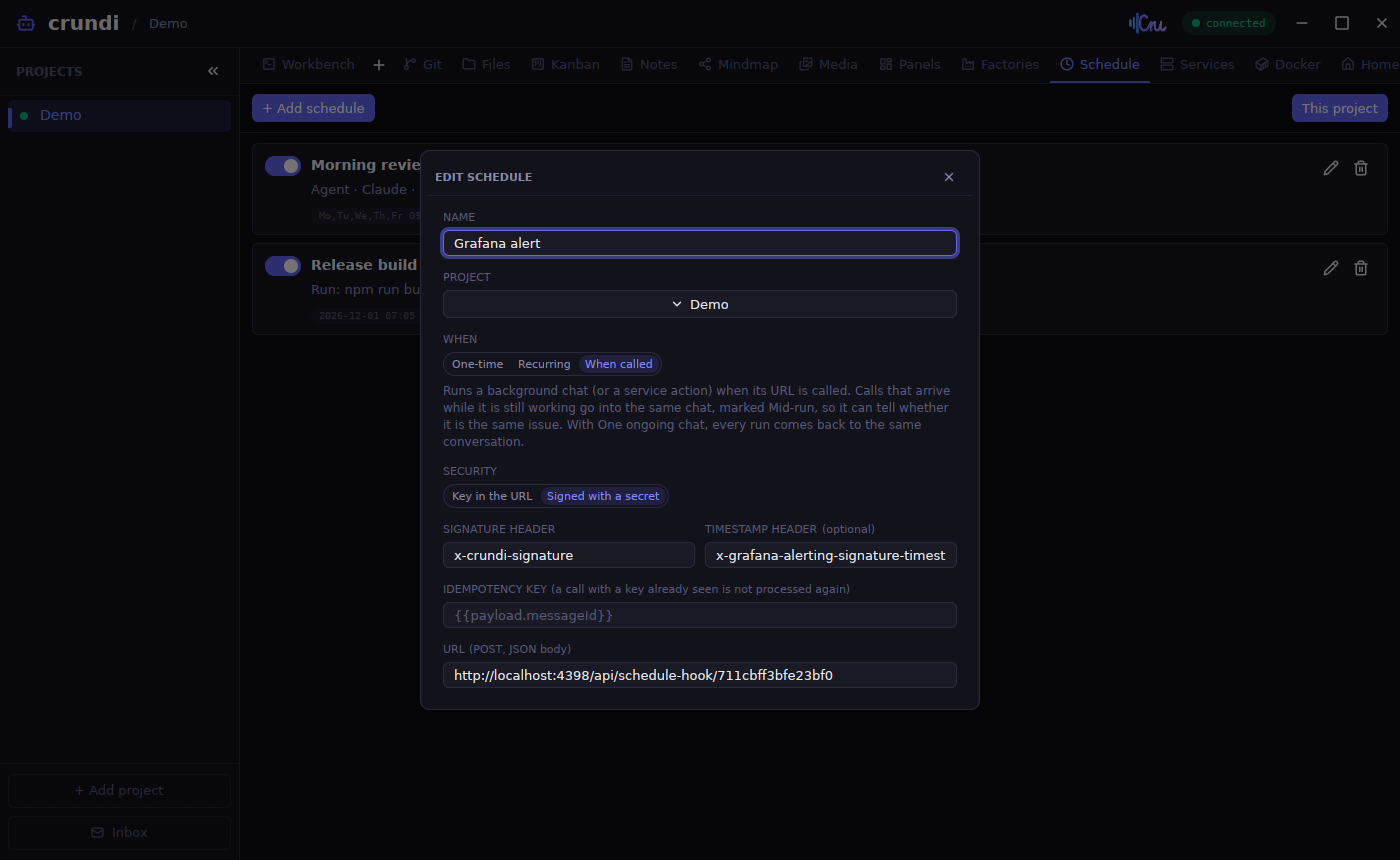 crundi / Demo
Cru
connected
PROJECTS
Workbench
Git
Files
Kanban
Notes
Mindmap
Media
Panels
Factories
Schedule
Services
Docker
Home
Demo
+ Add schedule
This project
Morning revie
Agent · Claude ·
Mo,Tu,We,Th,Fr 09
Release build
Run: npm run bu
2026-12-01 07:05
EDIT SCHEDULE
NAME
Grafana alert
PROJECT
Demo
WHEN
One-time Recurring When called
Runs a background chat (or a service action) when its URL is called. Calls that arrive
while it is still working go into the same chat, marked Mid-run, so it can tell whether
it is the same issue. With One ongoing chat, every run comes back to the same
conversation.
SECURITY
Key in the URL Signed with a secret
SIGNATURE HEADER
x-crundi-signature
TIMESTAMP HEADER (optional)
x-grafana-alerting-signature-timest
IDEMPOTENCY KEY (a call with a key already seen is not processed again)
{{payload.messageId}}
URL (POST, JSON body)
http://localhost:4398/api/schedule-hook/711cbff3bfe23bf0
+ Add project
Inbox